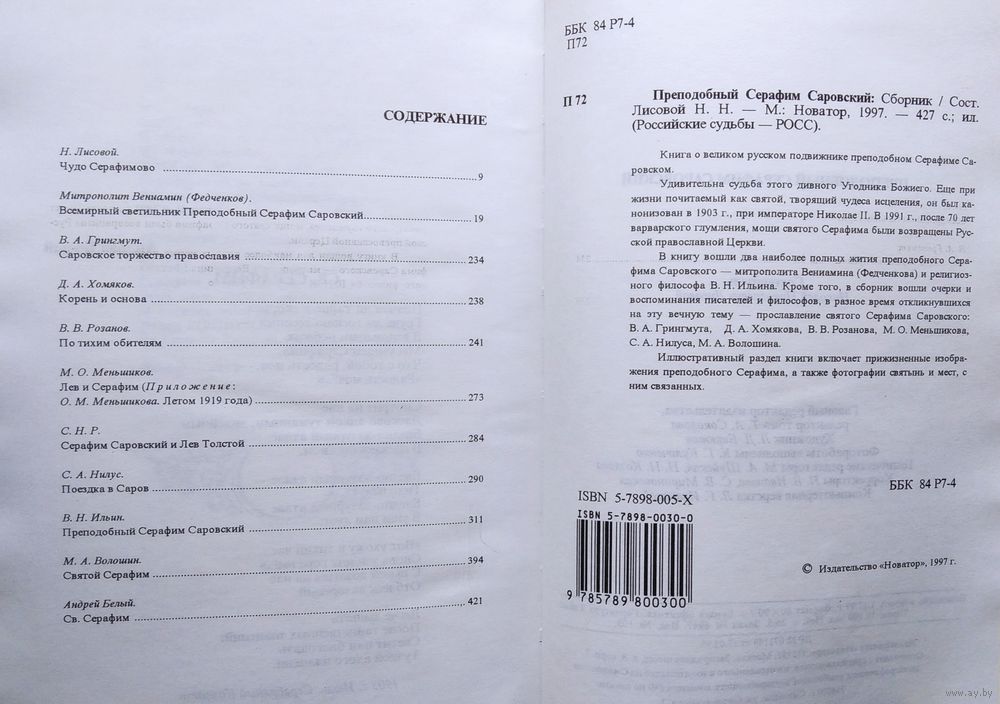 СОДЕРЖАНИЕ
Н. Лисовой.
Чудо Серафимово 9
Митрополит Вениамин (Федченков).
Всемирный светильник Преподобный Серафим Саровский 19
В. А. Грингмут.
Саровское торжество православия 234
Д. А. Хомяков.
Корень и основа 238
В. В. Розанов.
По тихим обителям 241
М. О. Меньшиков.
Лев и Серафим (Приложение:
О. М. Меньшикова. Летом 1919 года) 273
С. Н. Р.
Серафим Саровский и Лев Толстой 284
С. А. Нилус.
Поездка в Саров 290
В. Н. Ильин.
Преподобный Серафим Саровский 311
М. А. Волошин.
Святой Серафим 394
Андрей Белый.
Св. Серафим 421
ББК 84 Р7-4
П72
П 72
Преподобный Серафим Саровский: Сборник / Сост.
Лисовой Н. Н. — М.: Новатор, 1997. — 427 с.; ил.
(Российские судьбы — РОСС).
Книга о великом русском подвижнике преподобном Серафиме Са-
ровском.
Удивительна судьба этого дивного Угодника Божиего. Еще при
жизни почитаемый как святой, творящий чудеса исцеления, он был ка-
нонизован в 1903 г., при императоре Николае II. В 1991 г., после 70 лет
варварского глумления, мощи святого Серафима были возвращены Рус-
ской православной Церкви.
В книгу вошли два наиболее полных жития преподобного Сера-
фима Саровского — митрополита Вениамина (Федченкова) и религиозного
философа В. Н. Ильина. Кроме того, в сборник вошли очерки и
воспоминания писателей и философов, в разное время откликнувшихся
на эту вечную тему — прославление святого Серафима Саровского:
В. А. Грингмута, Д. А. Хомякова, В. В. Розанова, М. О. Меньшикова,
С. А. Нилуса, М. А. Волошина.
Иллюстративный раздел книги включает прижизненные изобра-
жения преподобного Серафима, а также фотографии святынь и мест, с
ним связанных.
ББК 84 Р7-4
ISBN 5-7898-005-X
ISBN 5-7898-0030-0
9 785789 800300
© Издательство «Новатор», 1997 г.
www.ay.by